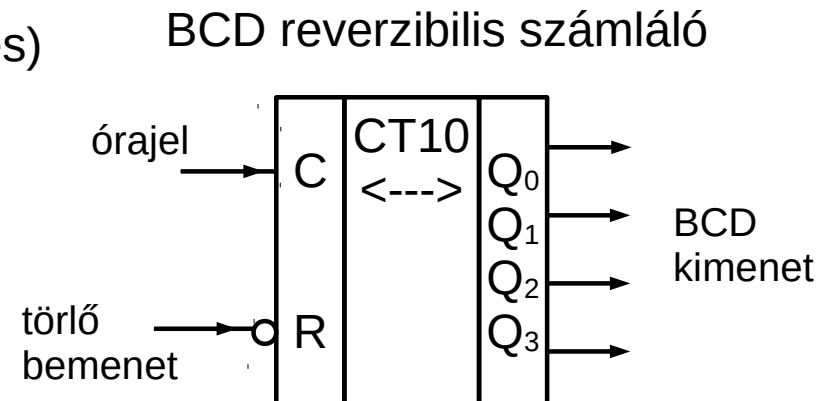 s)
BCD reverzibilis számláló
órajel
C
CT10
<--->
Q0
Q1
Q2
Q3
BCD
kimenet
törlő
bemenet
R